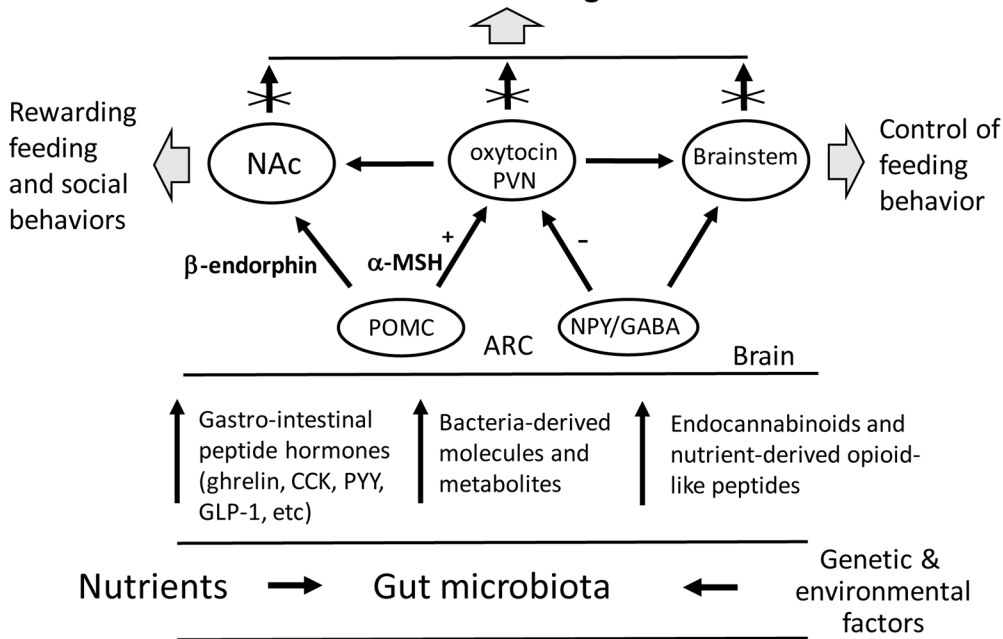 Rewarding
feeding
and social
behaviors
NAc
oxytocin
PVN
Brainstem
Control of
feeding
behavior
β-endorphin
α-MSH
+
–
POMC
NPY/GABA
ARC
Brain
Gastro-intestinal
peptide hormones
(ghrelin, CCK, PYY,
GLP-1, etc)
Bacteria-derived
molecules and
metabolites
Endocannabinoids and
nutrient-derived opioid-
like peptides
Nutrients
Gut microbiota
Genetic &
environmental
factors